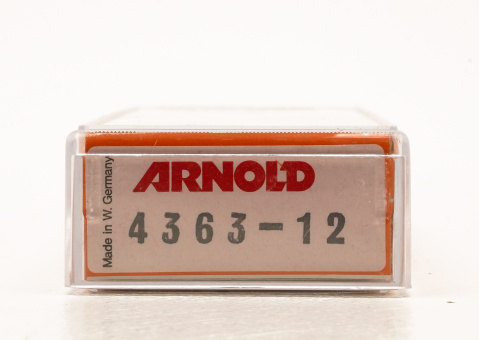 Made in W. Germany
ARNOLD
4363-12